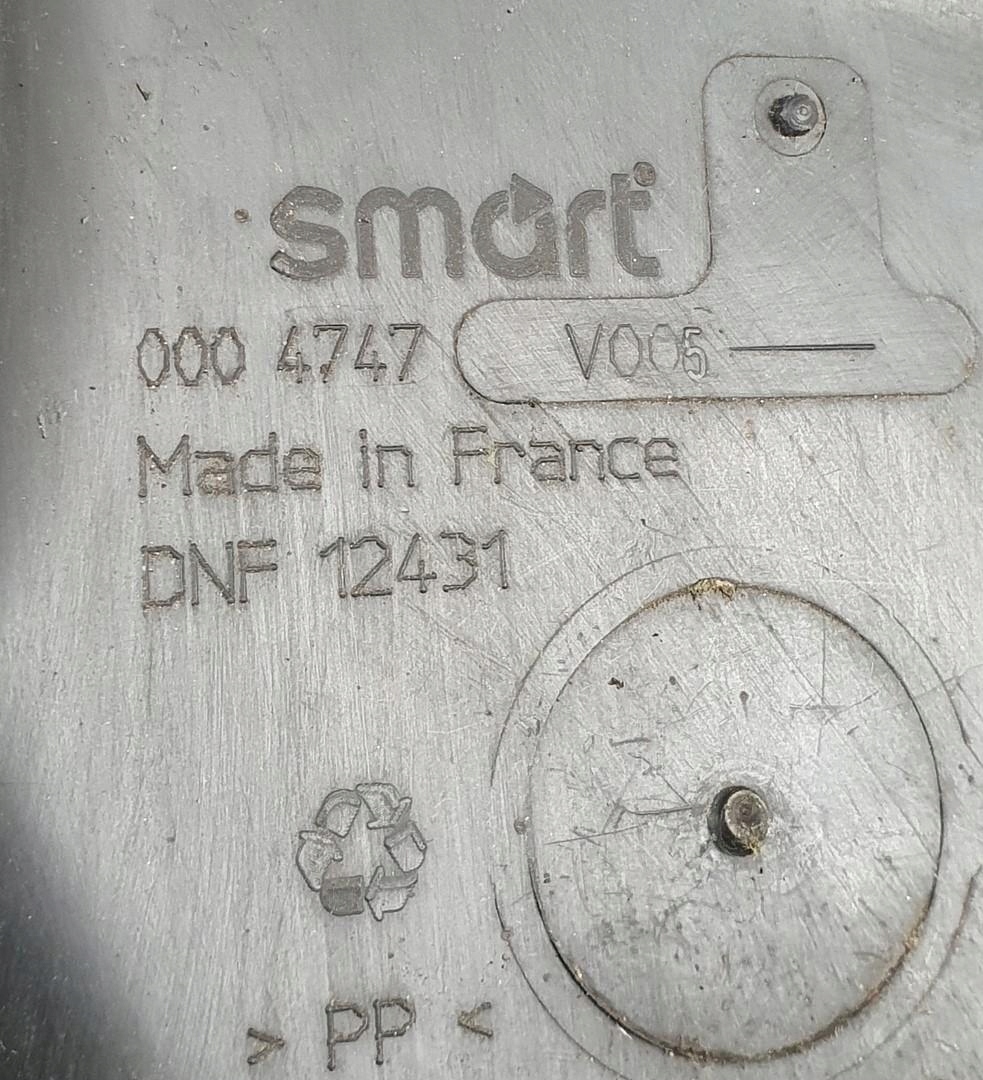 smart
000 4747 V005
Made in France
DNF 12431
> PP <